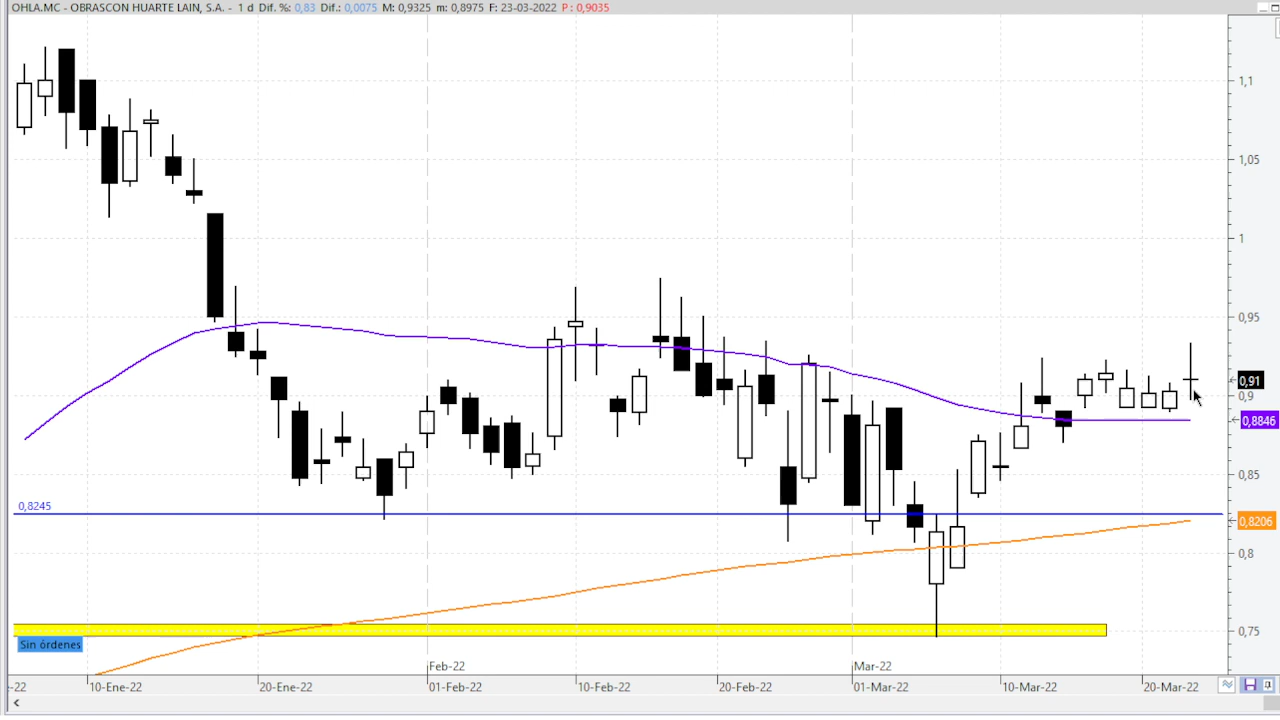 OHLA.MC - OBRASCON HUARTE LAIN, S.A. - 1 d Dif. %: 0,83 Dif.: 0,0075 M: 0,9325 m: 0,8975 F: 23-03-2022 P : 0,9035
1,1
1,05
1
0,95
0,91
0,9
0,8846
0,85
0,8245
0,8206
0,8
0,75
Sin órdenes
Feb-22
Mar-22
-22
10-Ene-22
20-Ene-22
01-Feb-22
10-Feb-22
20-Feb-22
01-Mar-22
10-Mar-22
20-Mar-22